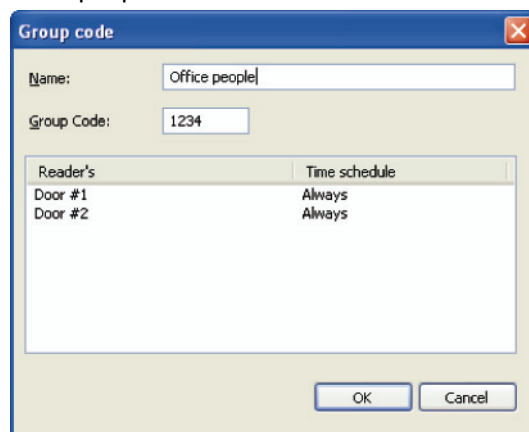 Group code
Name: Office people
Group Code: 1234
Reader's Time schedule
Door #1 Always
Door #2 Always
OK Cancel